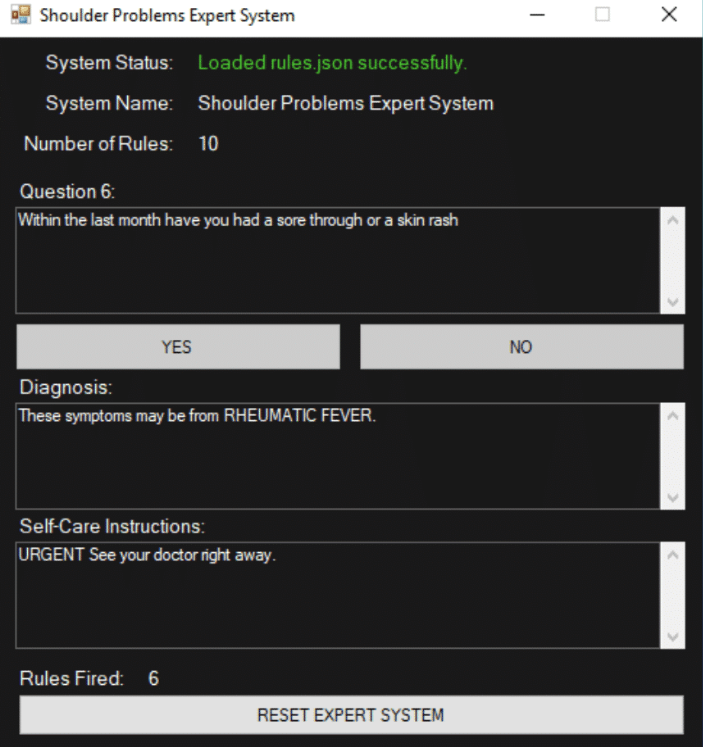 Shoulder Problems Expert System
System Status: Loaded rules.json successfully.
System Name: Shoulder Problems Expert System
Number of Rules: 10
Question 6:
Within the last month have you had a sore through or a skin rash
YES NO
Diagnosis:
These symptoms may be from RHEUMATIC FEVER.
Self-Care Instructions:
URGENT See your doctor right away.
Rules Fired: 6
RESET EXPERT SYSTEM